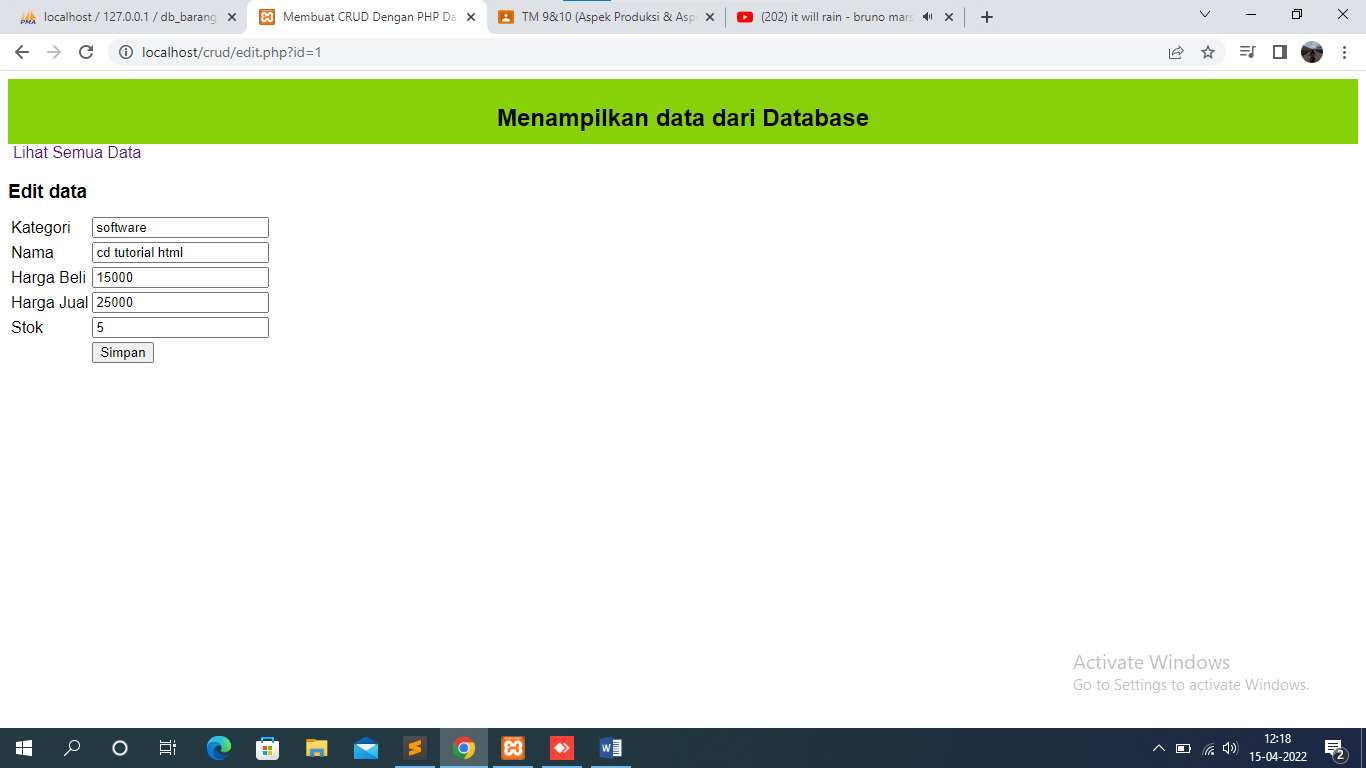 localhost / 127.0.0.1 / db_barang
Membuat CRUD Dengan PHP Da
TM 9&10 (Aspek Produksi & Asp
(202) it will rain - bruno mars
localhost/crud/edit.php?id=1
Menampilkan data dari Database
Lihat Semua Data
Edit data
Kategori software
Nama cd tutorial html
Harga Beli 15000
Harga Jual 25000
Stok 5
Simpan
Activate Windows
Go to Settings to activate Windows.
12:18
15-04-2022
2